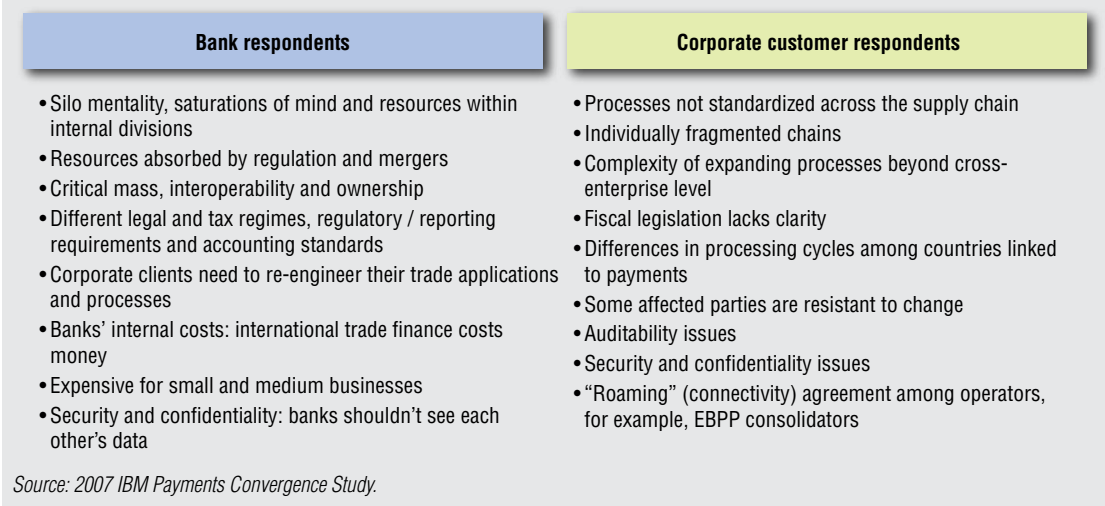 Bank respondents
• Silo mentality, saturations of mind and resources within
internal divisions
• Resources absorbed by regulation and mergers
• Critical mass, interoperability and ownership
• Different legal and tax regimes, regulatory / reporting
requirements and accounting standards
• Corporate clients need to re-engineer their trade applications
and processes
• Banks’ internal costs: international trade finance costs
money
• Expensive for small and medium businesses
• Security and confidentiality: banks shouldn’t see each
other’s data
Corporate customer respondents
• Processes not standardized across the supply chain
• Individually fragmented chains
• Complexity of expanding processes beyond cross-
enterprise level
• Fiscal legislation lacks clarity
• Differences in processing cycles among countries linked
to payments
• Some affected parties are resistant to change
• Auditability issues
• Security and confidentiality issues
• “Roaming” (connectivity) agreement among operators,
for example, EBPP consolidators
Source: 2007 IBM Payments Convergence Study.